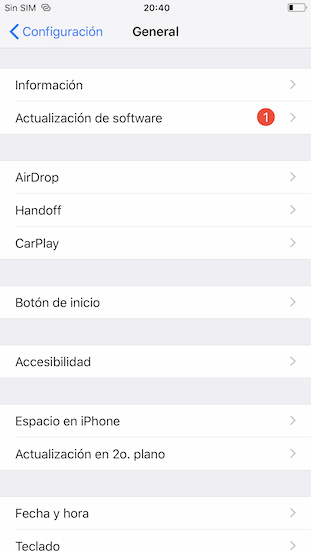 Sin SIM 20:40
Configuración General
Información
Actualización de software 1
AirDrop
Handoff
CarPlay
Botón de inicio
Accesibilidad
Espacio en iPhone
Actualización en 2o. plano
Fecha y hora
Teclado